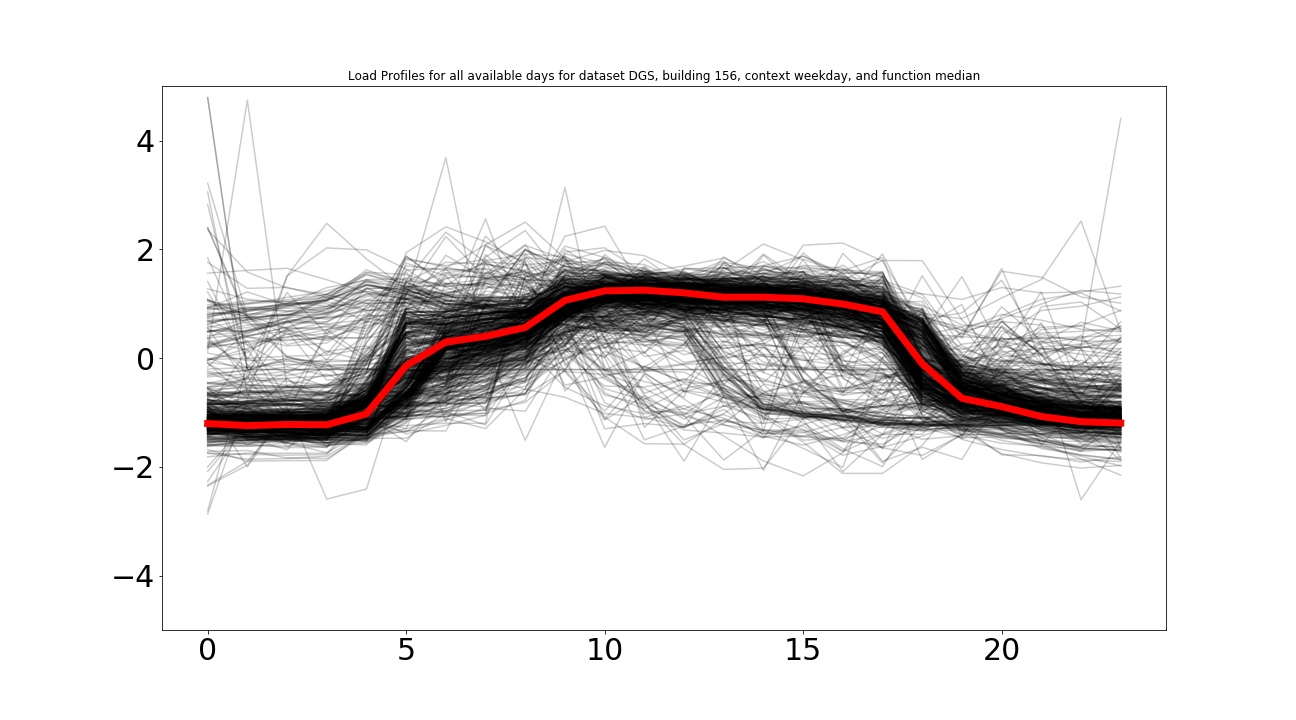 Load Profiles for all available days for dataset DGS, building 156, context weekday, and function median
4
2
0
−2
−4
0 5 10 15 20